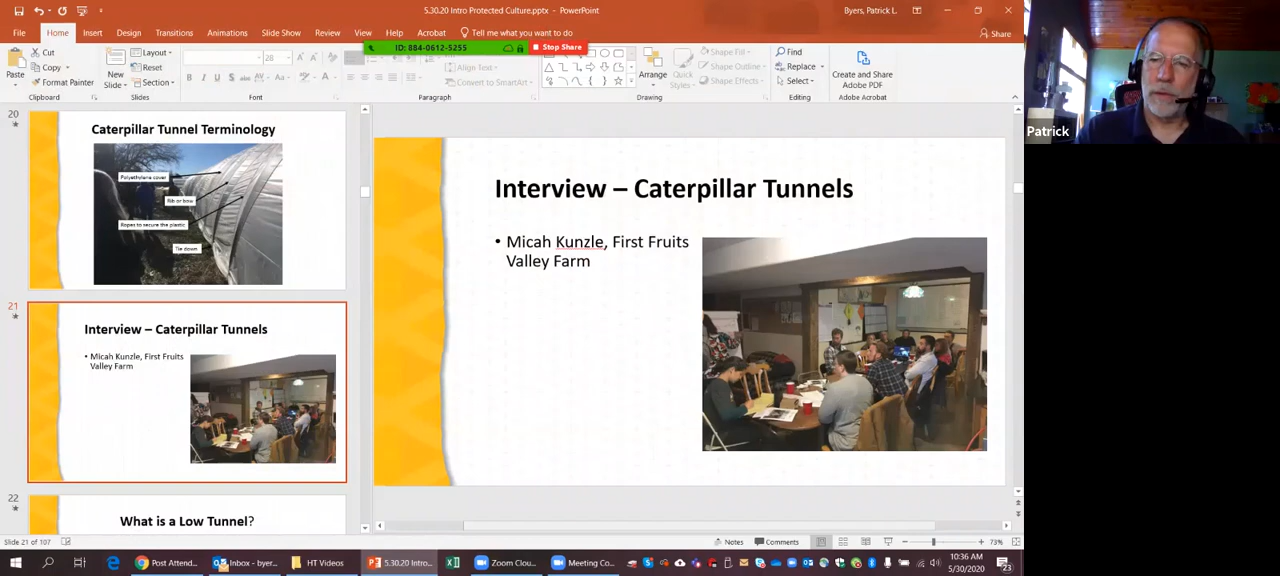 5.30.20 Intro Protected Culture.pptx - PowerPoint
Byers, Patrick L.
File Home Insert Design Transitions Animations Slide Show Review View Help Acrobat Tell me what you want to do
Share
ID: 884-0612-5255 Stop Share
Paste
Cut
Copy
Format Painter
Clipboard
New
Slide
Layout
Reset
Section
Slides
28
Font
Align Text
Convert to SmartArt
Paragraph
Arrange
Quick
Styles
Shape Fill
Shape Outline
Shape Effects
Drawing
Find
Replace
Select
Editing
Create and Share
Adobe PDF
Adobe Acrobat
Patrick
20
Caterpillar Tunnel Terminology
Polyethylene cover
Rib or bow
Ropes to secure the plastic
Tie down
21
Interview – Caterpillar Tunnels
• Micah Kunzle, First Fruits
Valley Farm
22
What is a Low Tunnel?
Interview – Caterpillar Tunnels
• Micah Kunzle, First Fruits
Valley Farm
Slide 21 of 107
Notes Comments
73%
Post Attend...
Inbox - byer...
HT Videos
5.30.20 Intro...
Zoom Clou...
Meeting Co...
10:36 AM
5/30/2020
23